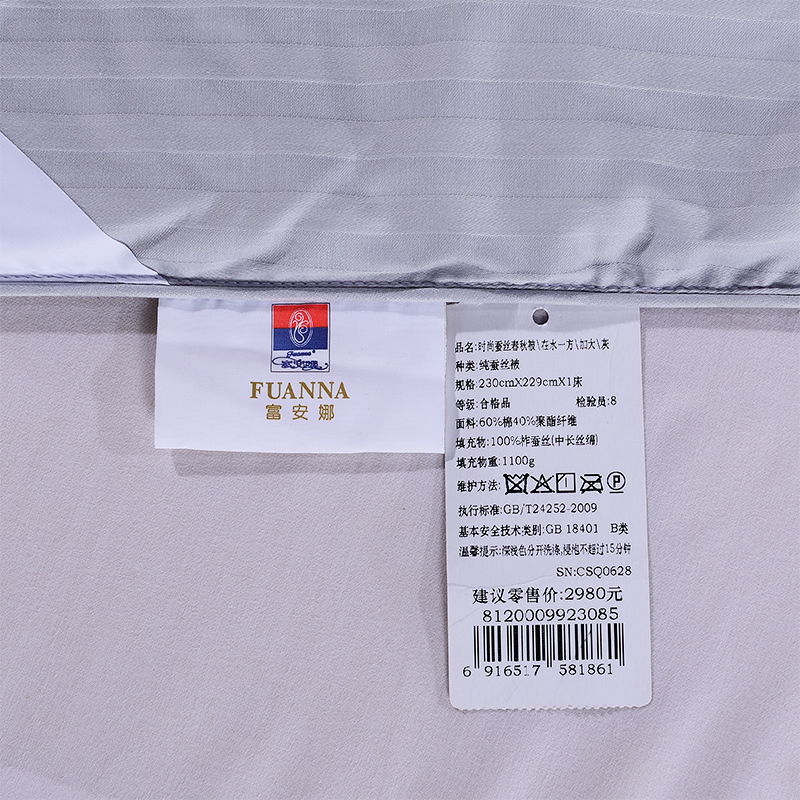 FUANNA
富安娜
品名:时尚蚕丝春秋被\在水一方\加大\灰
种类:纯蚕丝被
规格:230cmX229cmX1床
等级:合格品 检验员:8
面料:60%棉40%聚酯纤维
填充物:100%柞蚕丝(中长丝绵)
填充物重:1100g
维护方法:
执行标准:GB/T24252-2009
基本安全技术类别:GB 18401 B类
温馨提示:深浅色分开洗涤,浸泡不超过15分钟
SN:CSQ0628
建议零售价:2980元
8120009923085
6 916517 581861